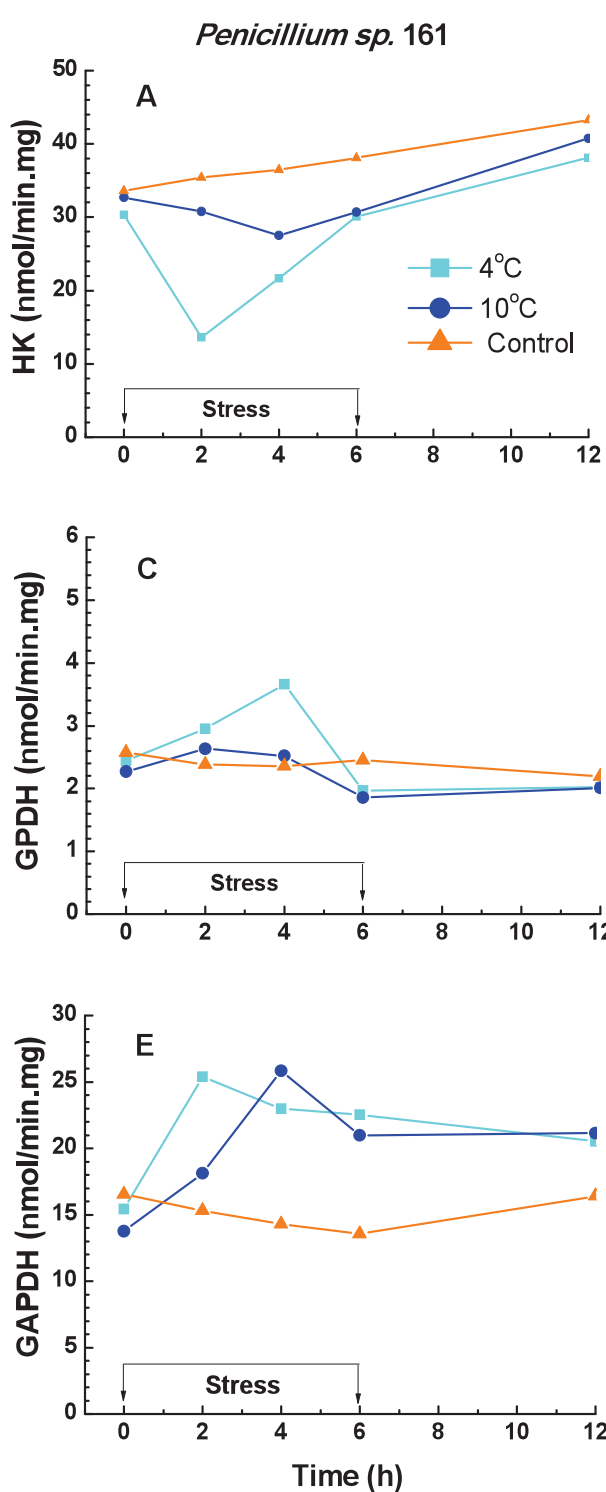 Penicillium sp. 161
A
HK (nmol/min.mg)
50
40
30
20
10
0
4°C
10°C
Control
Stress
0 2 4 6 8 10 12
C
GPDH (nmol/min.mg)
6
5
4
3
2
1
0
Stress
0 2 4 6 8 10 12
E
GAPDH (nmol/min.mg)
30
25
20
15
10
5
0
Stress
0 2 4 6 8 10 12
Time (h)